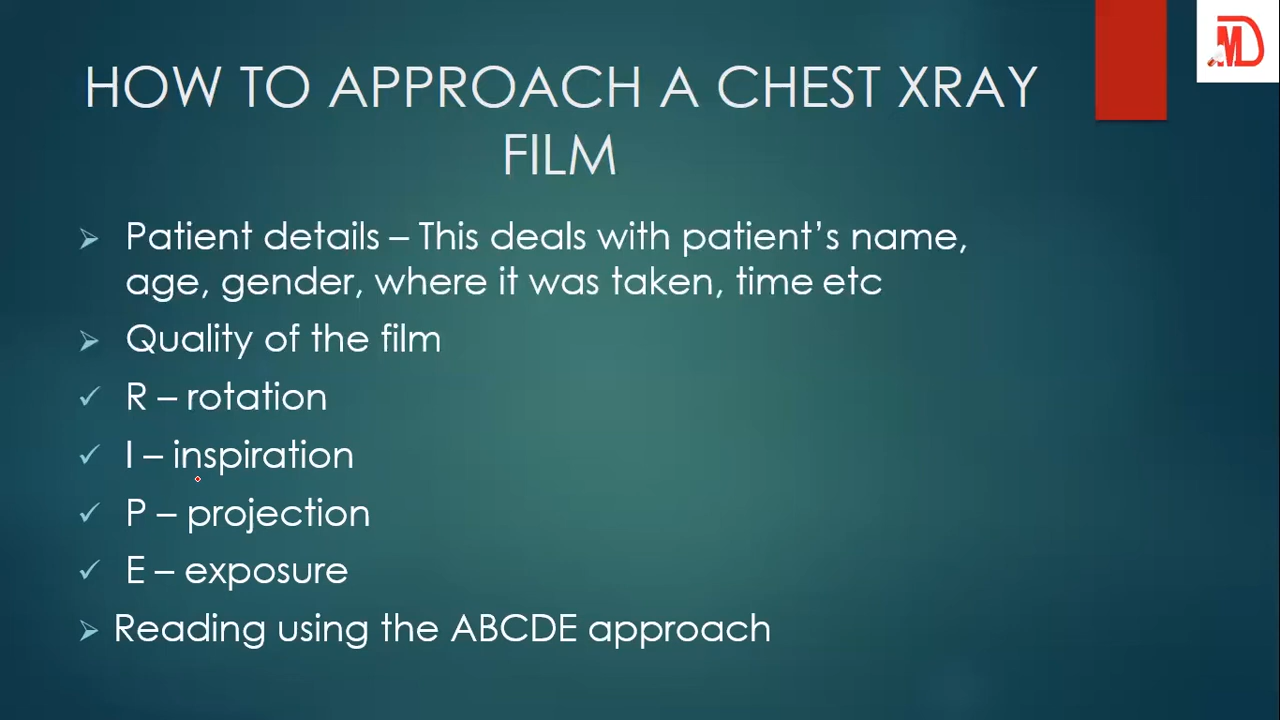 HOW TO APPROACH A CHEST XRAY
FILM
Patient details – This deals with patient’s name,
age, gender, where it was taken, time etc
Quality of the film
R – rotation
I – inspiration
P – projection
E – exposure
Reading using the ABCDE approach
MD